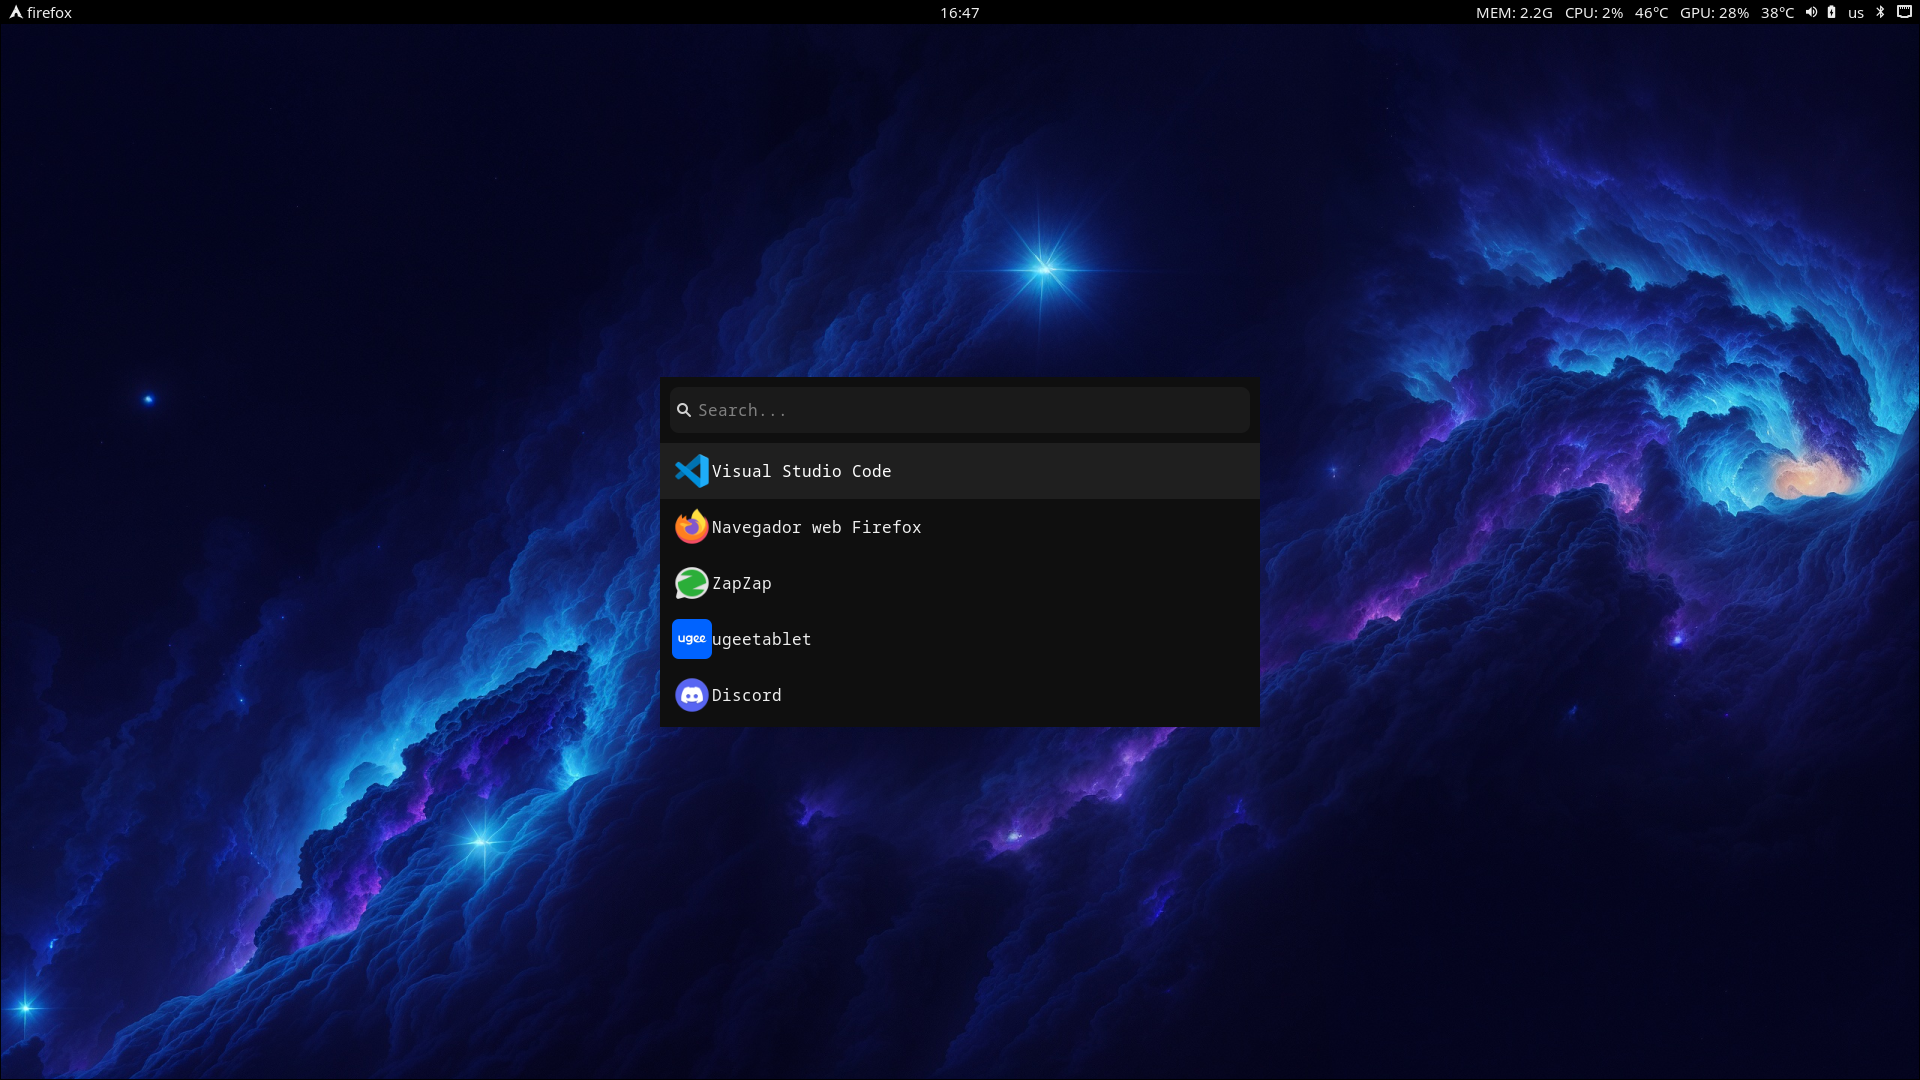 firefox
16:47
MEM: 2.2G CPU: 2% 46°C GPU: 28% 38°C us
Search...
Visual Studio Code
Navegador web Firefox
ZapZap
ugee ugeetablet
Discord